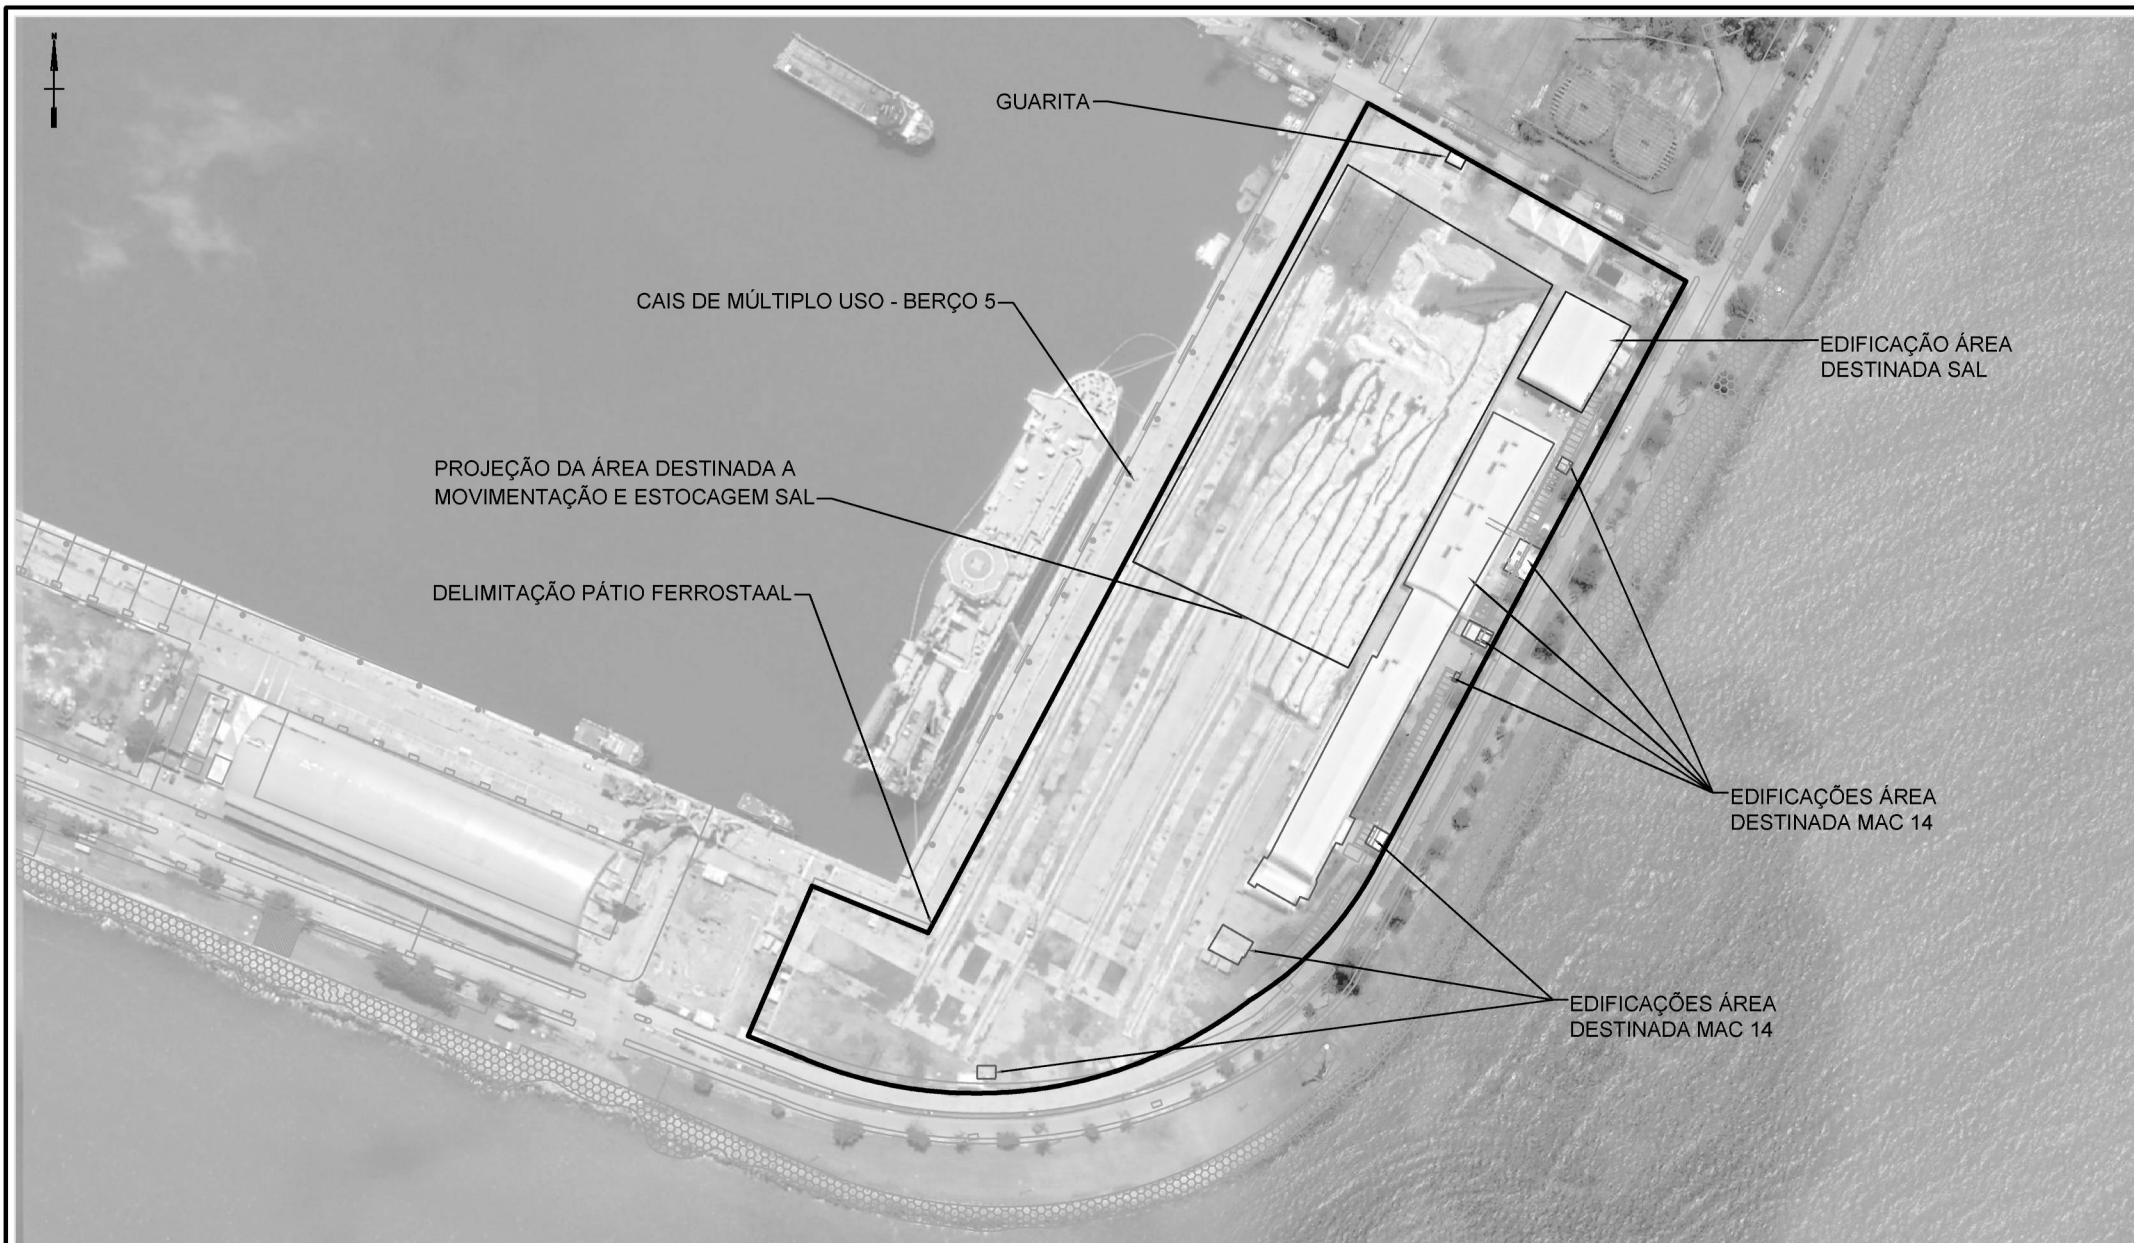 N
GUARITA
CAIS DE MÚLTIPLO USO - BERÇO 5
EDIFICAÇÃO ÁREA
DESTINADA SAL
PROJEÇÃO DA ÁREA DESTINADA A
MOVIMENTAÇÃO E ESTOCAGEM SAL
DELIMITAÇÃO PÁTIO FERROSTAAL
EDIFICAÇÕES ÁREA
DESTINADA MAC 14
EDIFICAÇÕES ÁREA
DESTINADA MAC 14